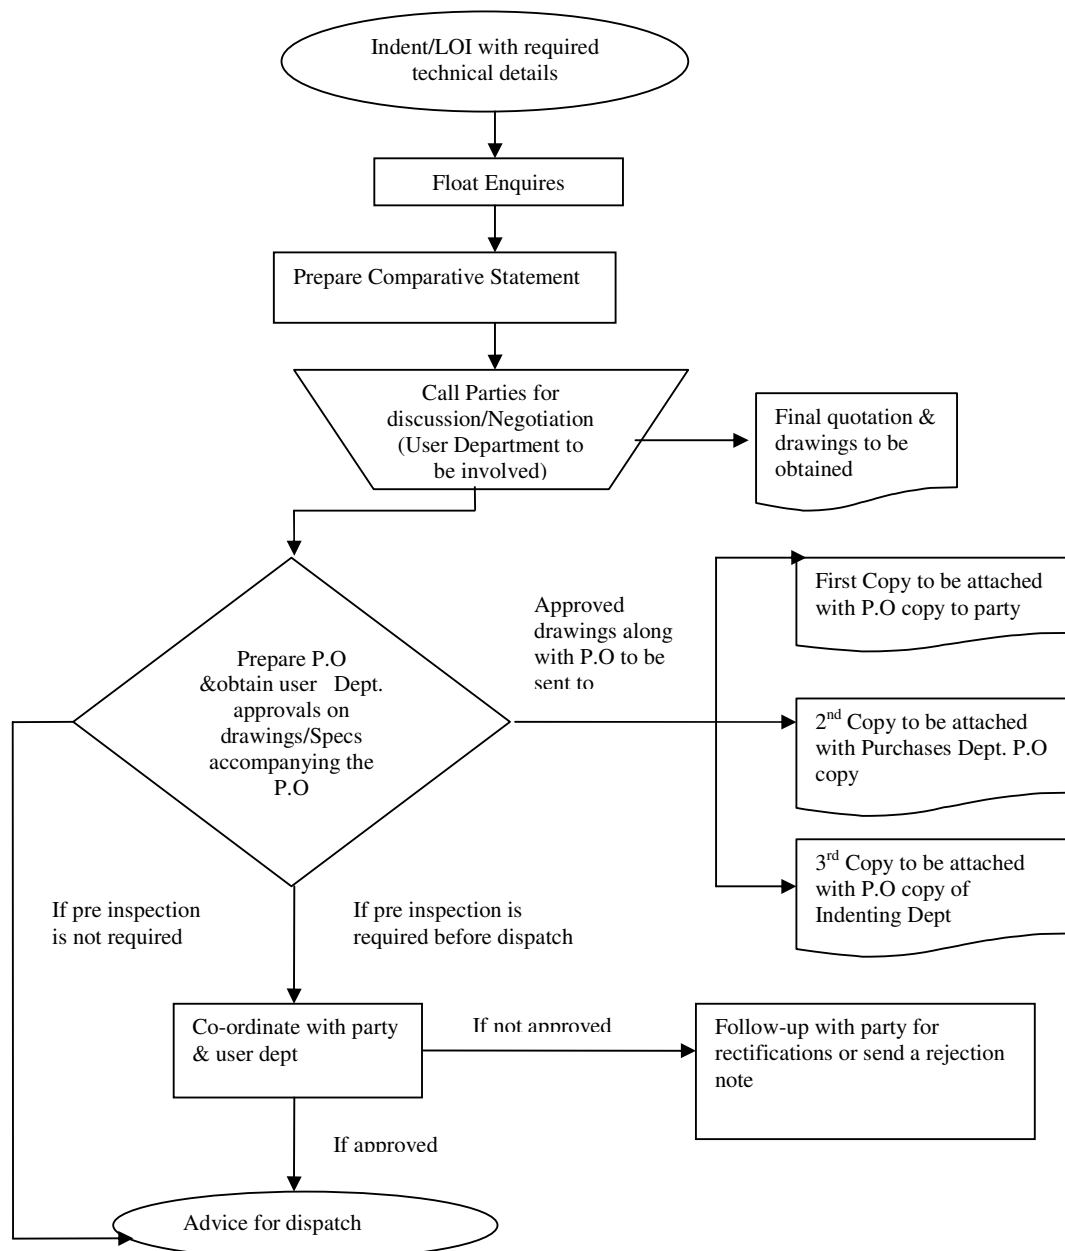 Indent/LOI with required
technical details
Float Enquires
Prepare Comparative Statement
Call Parties for
discussion/Negotiation
(User Department to
be involved)
Final quotation &
drawings to be
obtained
Prepare P.O
&obtain user Dept.
approvals on
drawings/Specs
accompanying the
P.O
Approved
drawings along
with P.O to be
sent to
First Copy to be attached
with P.O copy to party
2nd Copy to be attached
with Purchases Dept. P.O
copy
3rd Copy to be attached
with P.O copy of
Indenting Dept
If pre inspection
is not required
If pre inspection is
required before dispatch
Co-ordinate with party
& user dept
If not approved
Follow-up with party for
rectifications or send a rejection
note
If approved
Advice for dispatch